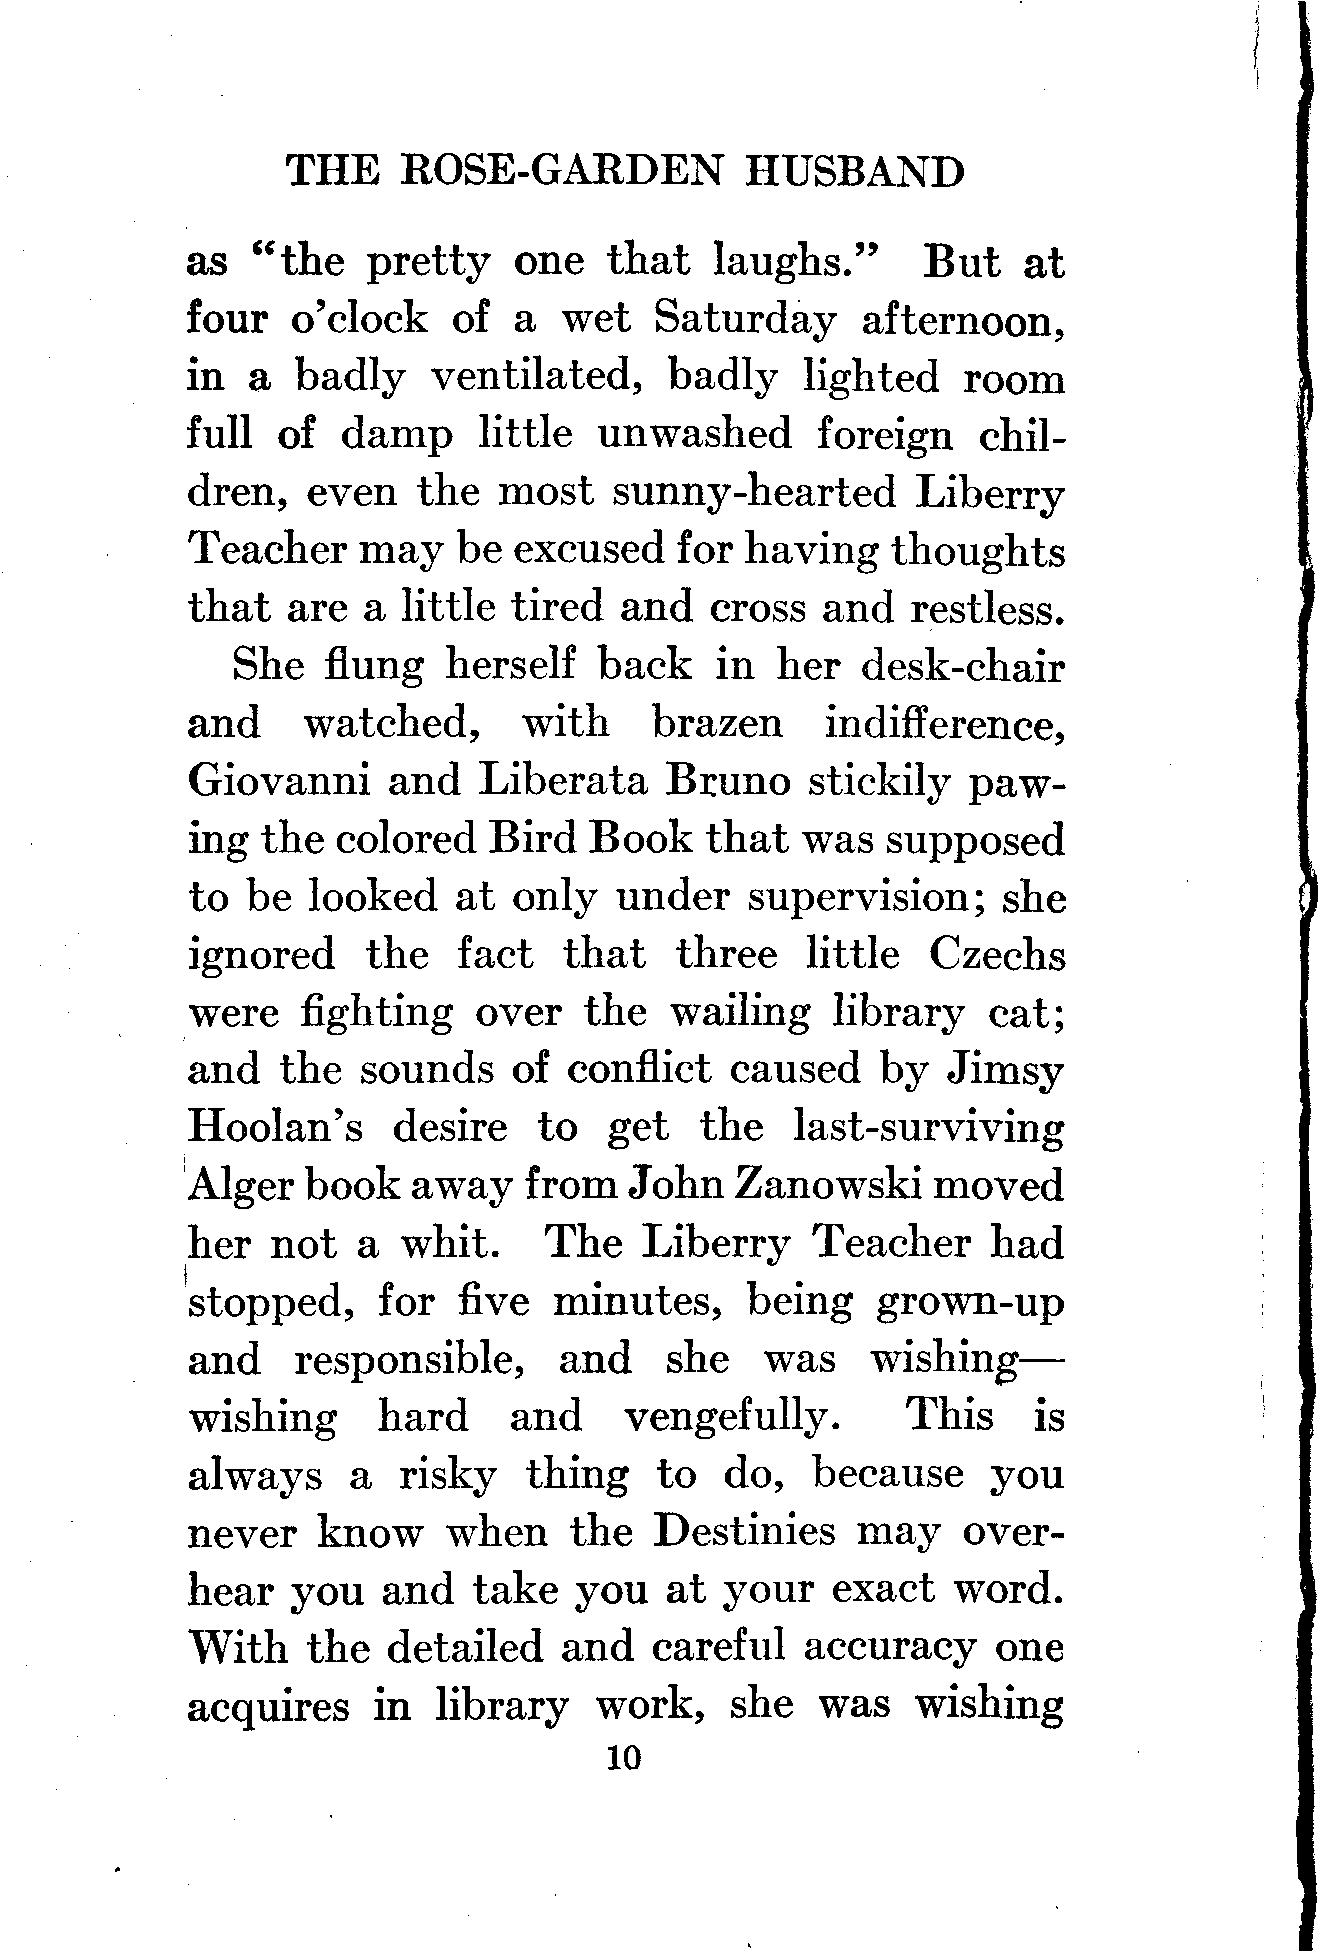 THE ROSE-GARDEN HUSBAND
as “the pretty one that laughs.” But at
four o’clock of a wet Saturday afternoon,
in a badly ventilated, badly lighted room
full of damp little unwashed foreign chil-
dren, even the most sunny-hearted Liberry
Teacher may be excused for having thoughts
that are a little tired and cross and restless.
She flung herself back in her desk-chair
and watched, with brazen indifference,
Giovanni and Liberata Bruno stickily paw-
ing the colored Bird Book that was supposed
to be looked at only under supervision; she
ignored the fact that three little Czechs
were fighting over the wailing library cat;
and the sounds of conflict caused by Jimsy
Hoolan’s desire to get the last-surviving
Alger book away from John Zanowski moved
her not a whit. The Liberry Teacher had
stopped, for five minutes, being grown-up
and responsible, and she was wishing—
wishing hard and vengefully. This is
always a risky thing to do, because you
never know when the Destinies may over-
hear you and take you at your exact word.
With the detailed and careful accuracy one
acquires in library work, she was wishing
10